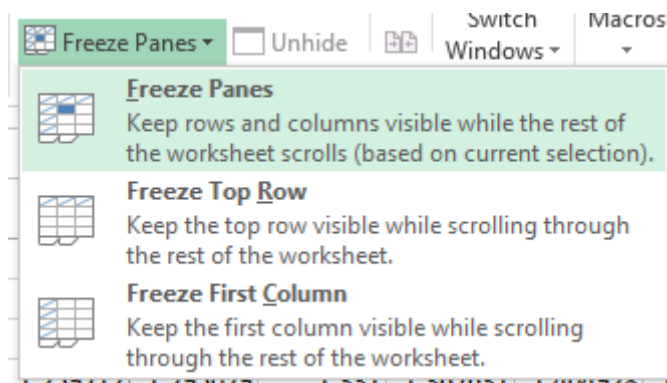 Freeze Panes
Unhide
Switch
Windows
Macros
Freeze Panes
Keep rows and columns visible while the rest of
the worksheet scrolls (based on current selection).
Freeze Top Row
Keep the top row visible while scrolling through
the rest of the worksheet.
Freeze First Column
Keep the first column visible while scrolling
through the rest of the worksheet.